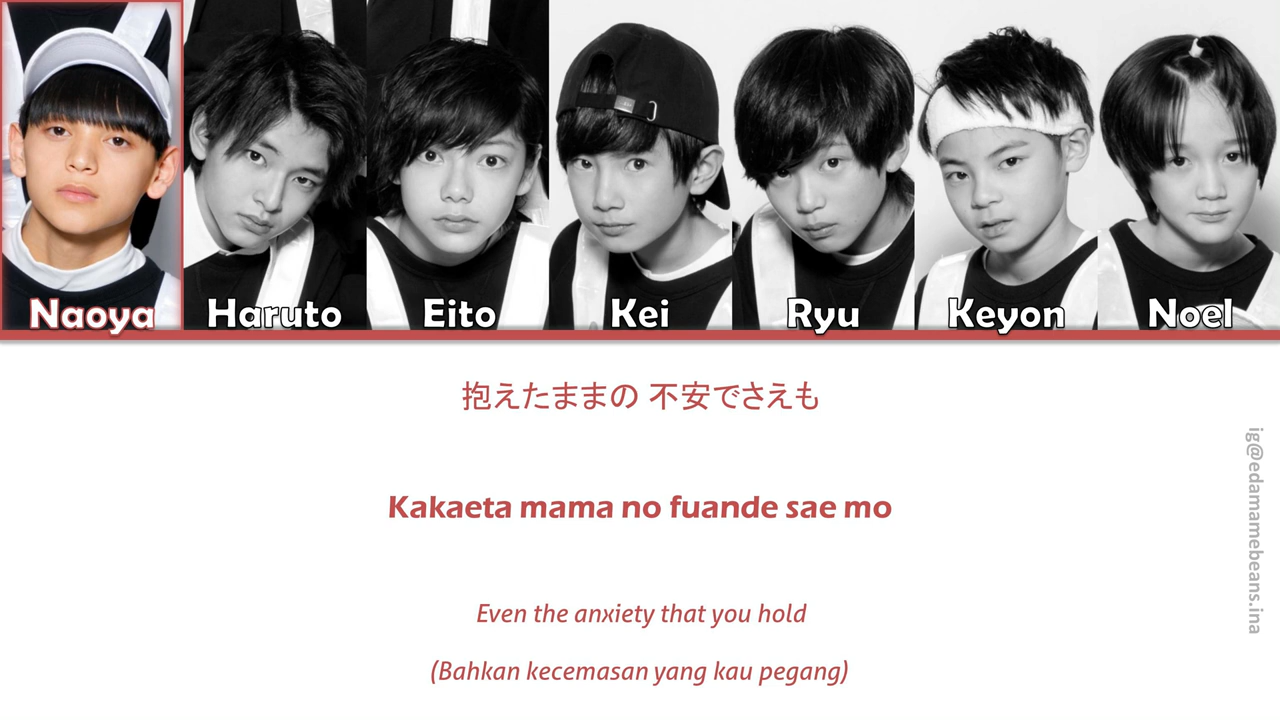 Naoya Haruto Eito Kei Ryu Keyon Noel
抱えたままの 不安でさえも
Kakaeta mama no fuande sae mo
Even the anxiety that you hold
(Bahkan kecemasan yang kau pegang)
ig@edamamebeans.ina